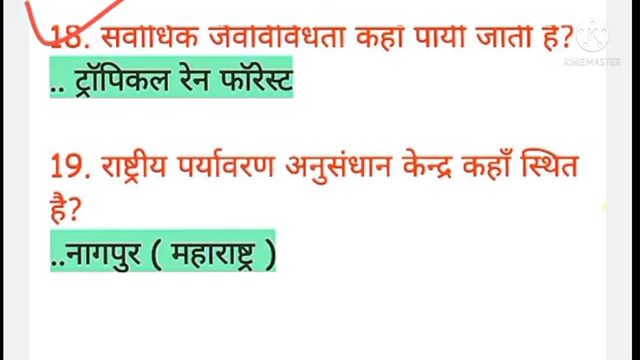 18. सर्वाधिक जैवविविधता कहाँ पायी जाती है?
.. ट्रॉपिकल रेन फॉरेस्ट
KINEMASTER
19. राष्ट्रीय पर्यावरण अनुसंधान केन्द्र कहाँ स्थित
है?
..नागपुर ( महाराष्ट्र )